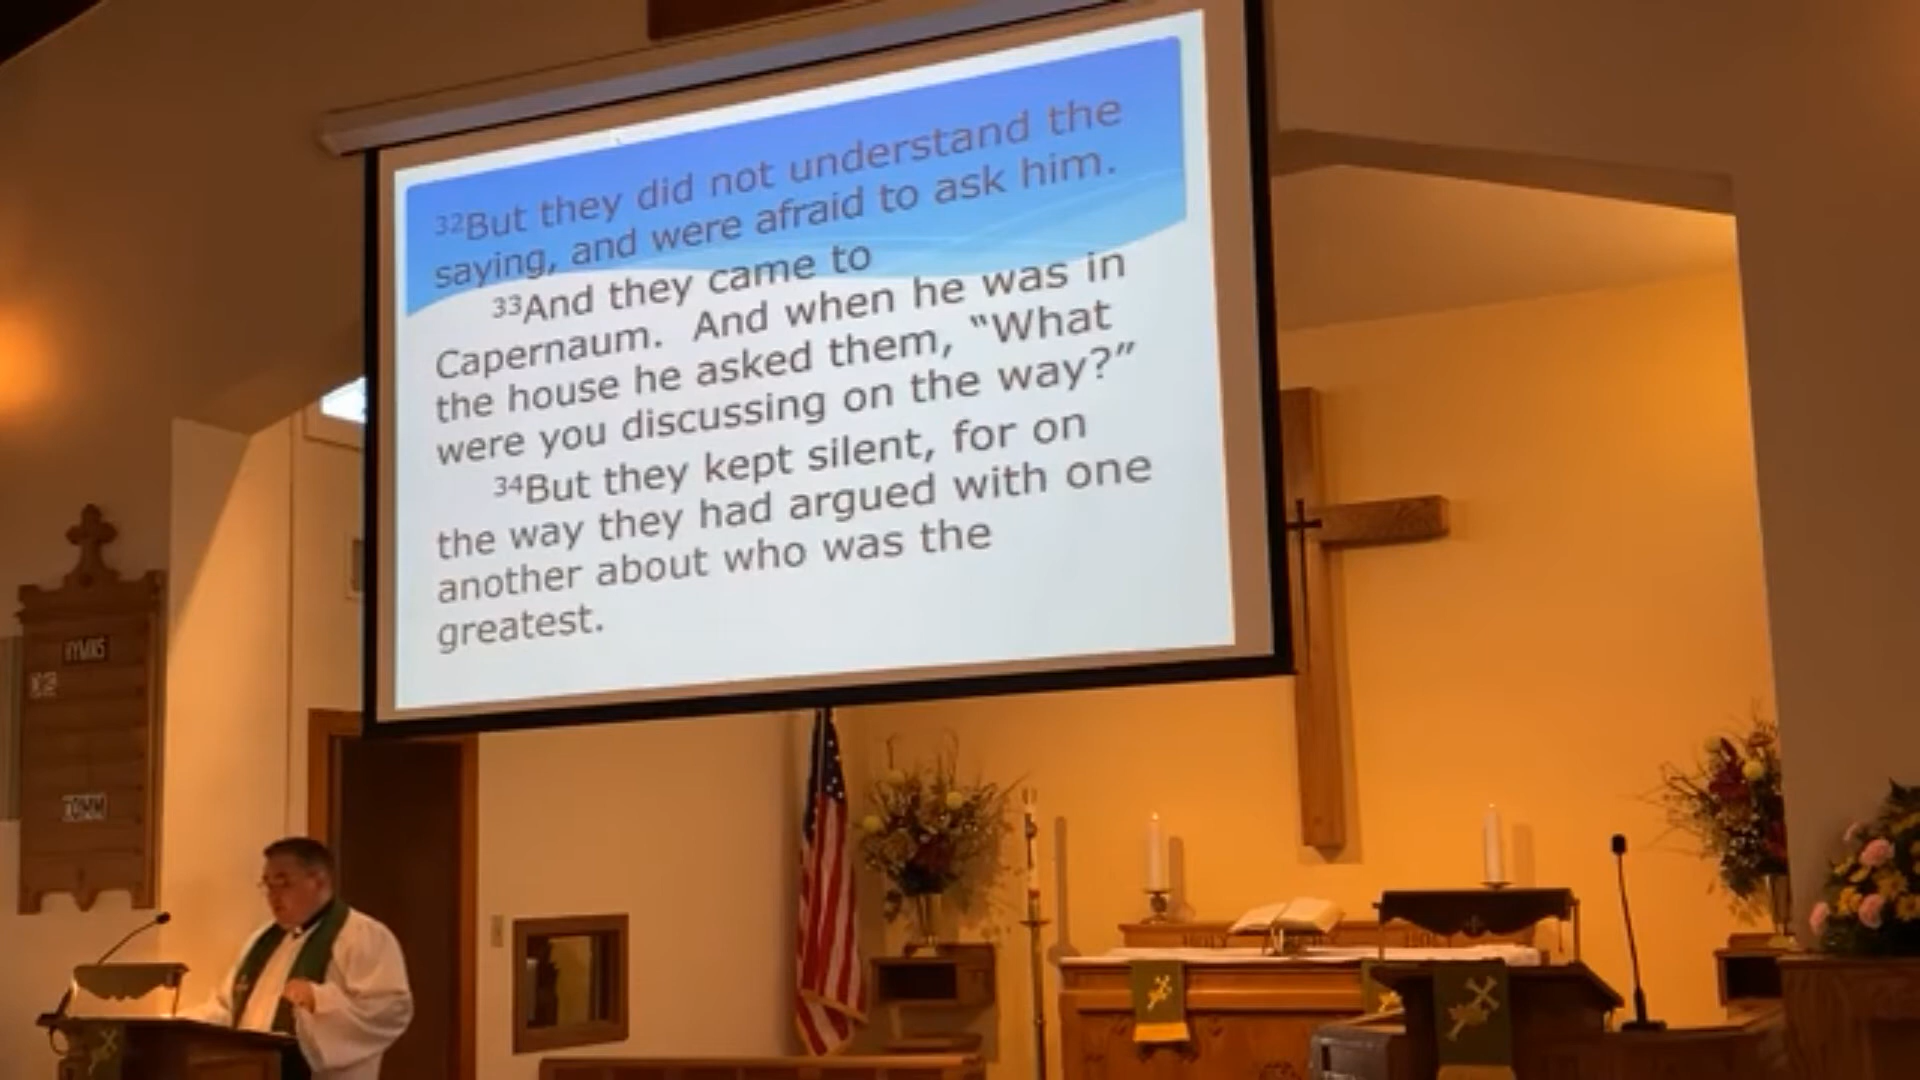 32But they did not understand the
saying, and were afraid to ask him.
33And they came to
Capernaum. And when he was in
the house he asked them, “What
were you discussing on the way?”
34But they kept silent, for on
the way they had argued with one
another about who was the
greatest.
HYMNS
COMM